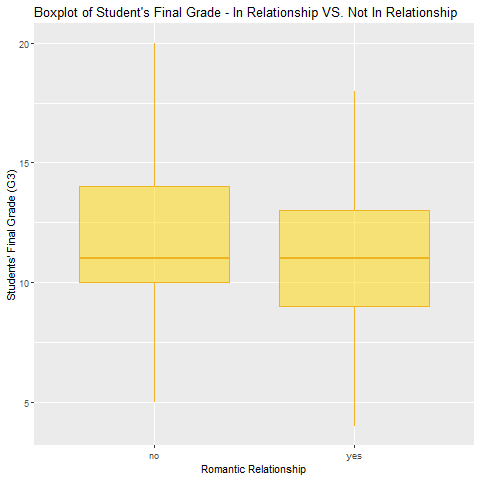 Boxplot of Student's Final Grade - In Relationship VS. Not In Relationship
Students' Final Grade (G3)
20
15
10
5
no yes
Romantic Relationship